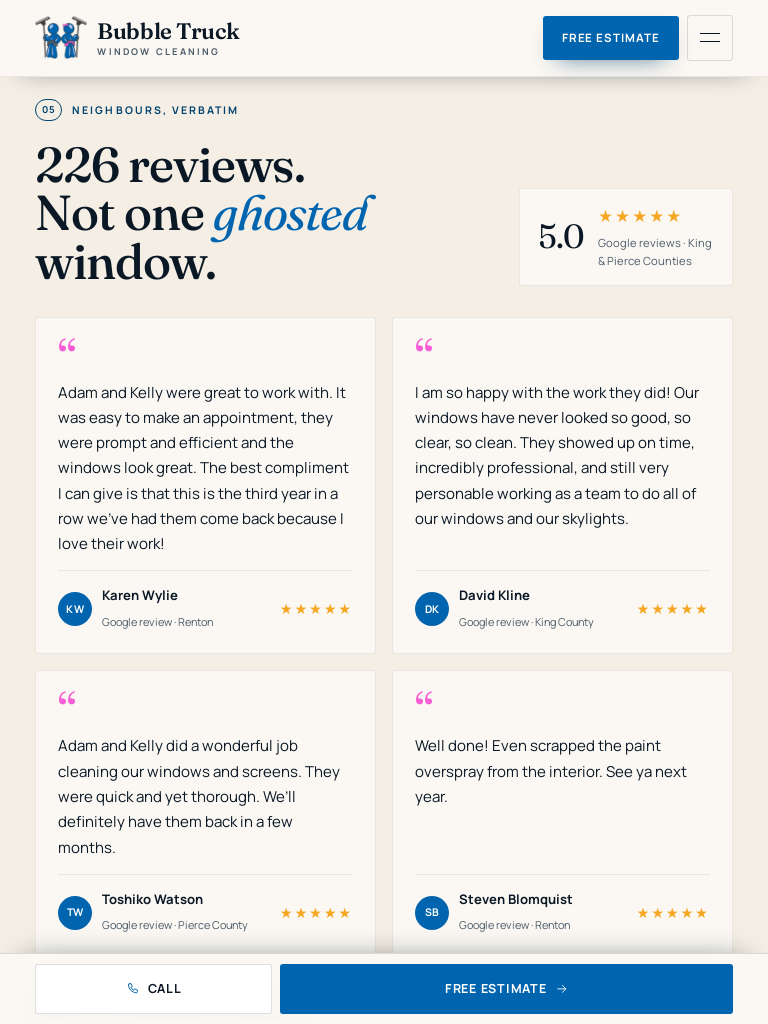 Bubble Truck
WINDOW CLEANING
FREE ESTIMATE
05 NEIGHBOURS, VERBATIM
226 reviews.
Not one ghosted
window.
5.0
★★★★★
Google reviews · King
& Pierce Counties
“
Adam and Kelly were great to work with. It
was easy to make an appointment, they
were prompt and efficient and the
windows look great. The best compliment
I can give is that this is the third year in a
row we've had them come back because I
love their work!
KW
Karen Wylie
Google review · Renton
★★★★★
“
I am so happy with the work they did! Our
windows have never looked so good, so
clear, so clean. They showed up on time,
incredibly professional, and still very
personable working as a team to do all of
our windows and our skylights.
DK
David Kline
Google review · King County
★★★★★
“
Adam and Kelly did a wonderful job
cleaning our windows and screens. They
were quick and yet thorough. We'll
definitely have them back in a few
months.
TW
Toshiko Watson
Google review · Pierce County
★★★★★
“
Well done! Even scrapped the paint
overspray from the interior. See ya next
year.
SB
Steven Blomquist
Google review · Renton
★★★★★
CALL
FREE ESTIMATE →